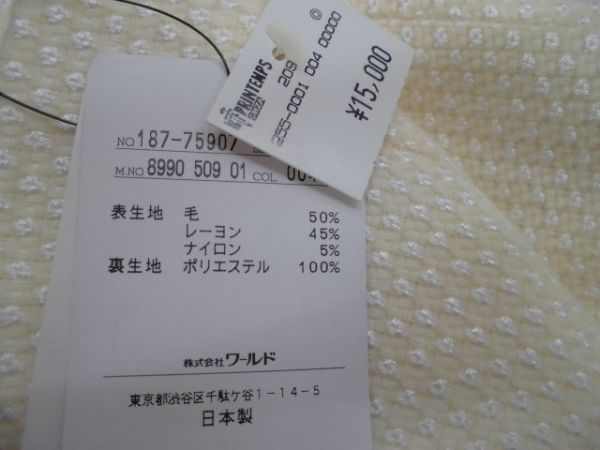 ◎
PRINTEMPS
GINZA
209
255-0001 004 00000
¥15,000
NO. 187-75907
M.NO. 8990 509 01 COL. 004
表生地 毛 50%
レーヨン 45%
ナイロン 5%
裏生地 ポリエステル 100%
株式会社ワールド
東京都渋谷区千駄ケ谷1-14-5
日本製